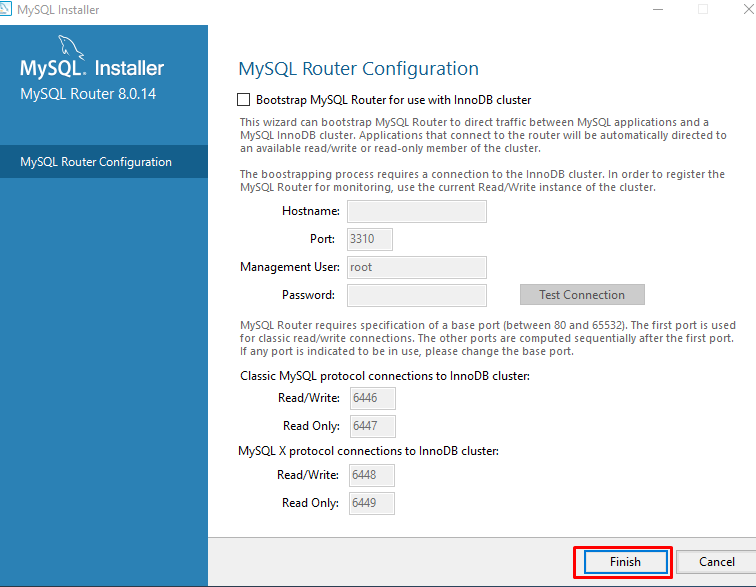 MySQL Installer
MySQL. Installer
MySQL Router 8.0.14
MySQL Router Configuration
MySQL Router Configuration
Bootstrap MySQL Router for use with InnoDB cluster
This wizard can bootstrap MySQL Router to direct traffic between MySQL applications and a
MySQL InnoDB cluster. Applications that connect to the router will be automatically directed to
an available read/write or read-only member of the cluster.
The boostrapping process requires a connection to the InnoDB cluster. In order to register the
MySQL Router for monitoring, use the current Read/Write instance of the cluster.
Hostname:
Port: 3310
Management User: root
Password:
Test Connection
MySQL Router requires specification of a base port (between 80 and 65532). The first port is used
for classic read/write connections. The other ports are computed sequentially after the first port.
If any port is indicated to be in use, please change the base port.
Classic MySQL protocol connections to InnoDB cluster:
Read/Write: 6446
Read Only: 6447
MySQL X protocol connections to InnoDB cluster:
Read/Write: 6448
Read Only: 6449
Finish
Cancel